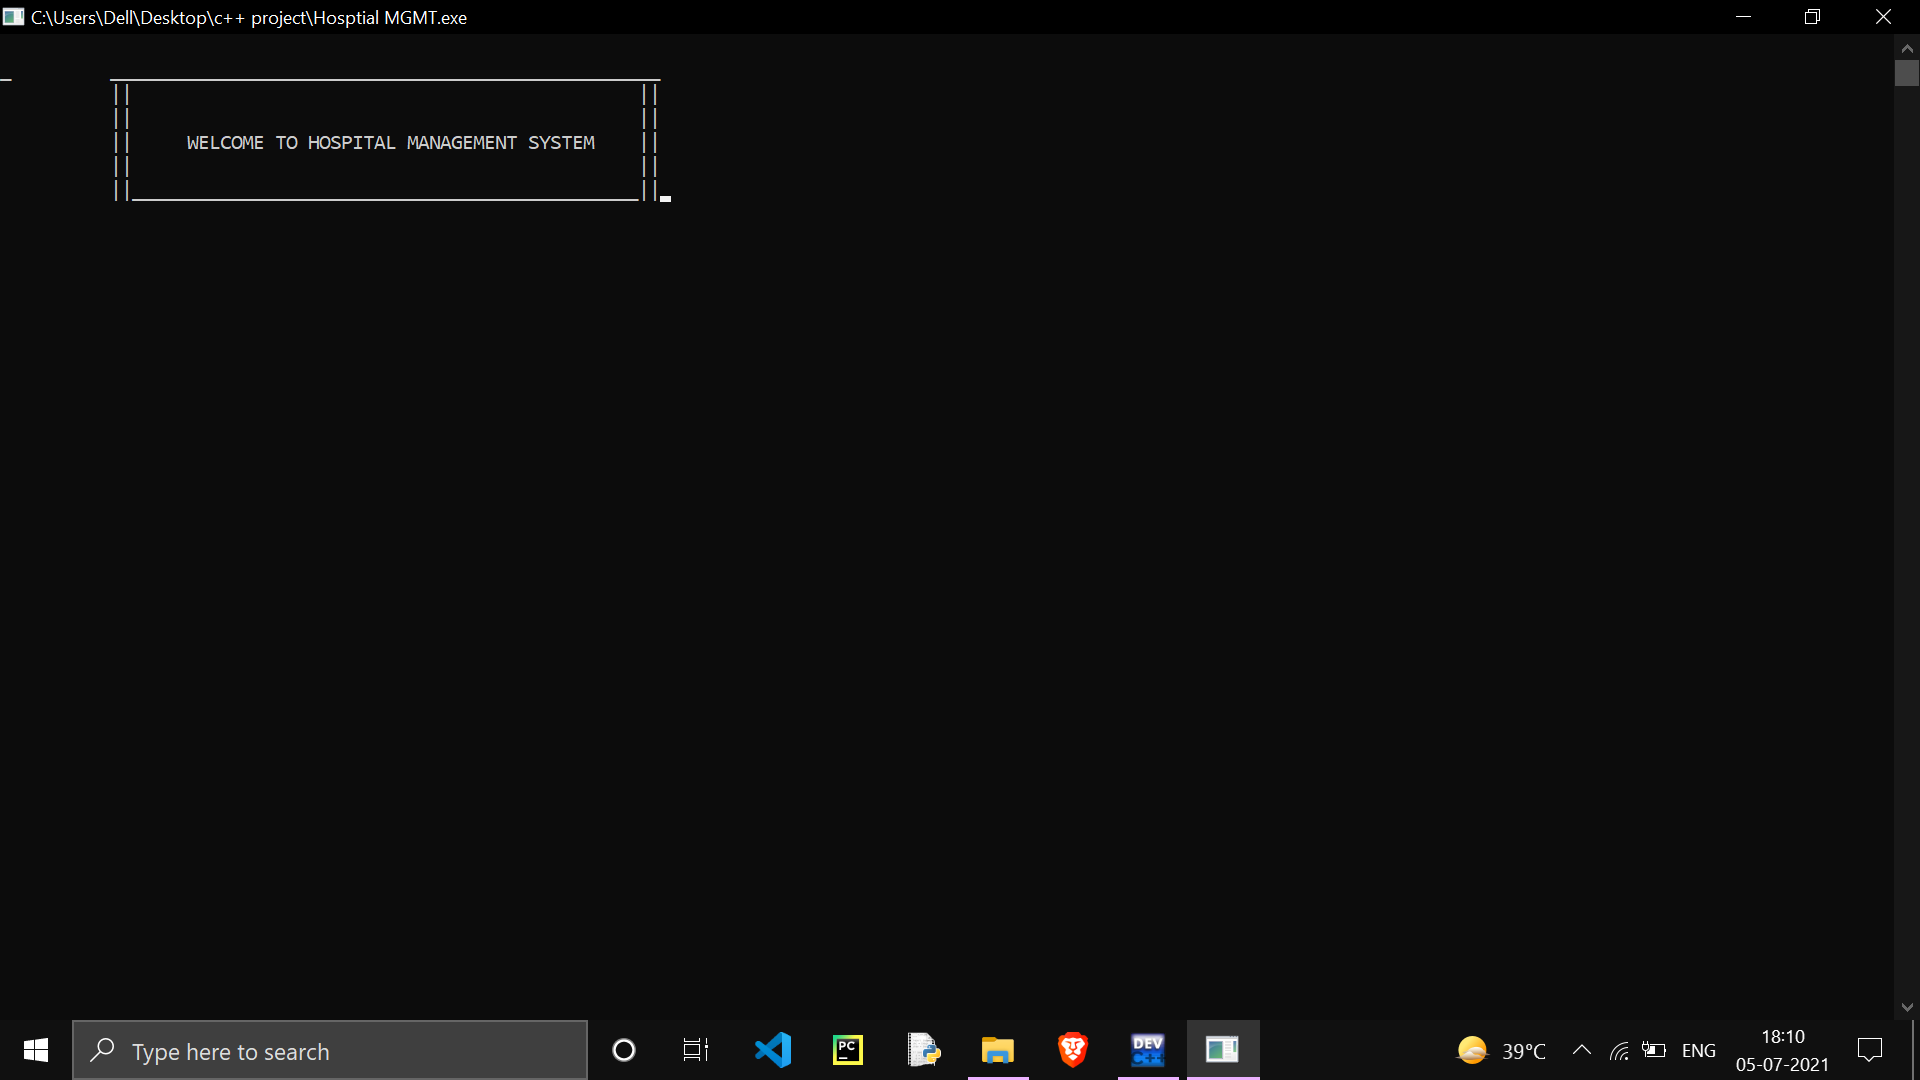 C:\Users\Dell\Desktop\c++ project\Hosptial MGMT.exe
WELCOME TO HOSPITAL MANAGEMENT SYSTEM
Type here to search
PC
DEV
C++
39°C
ENG
18:10
05-07-2021